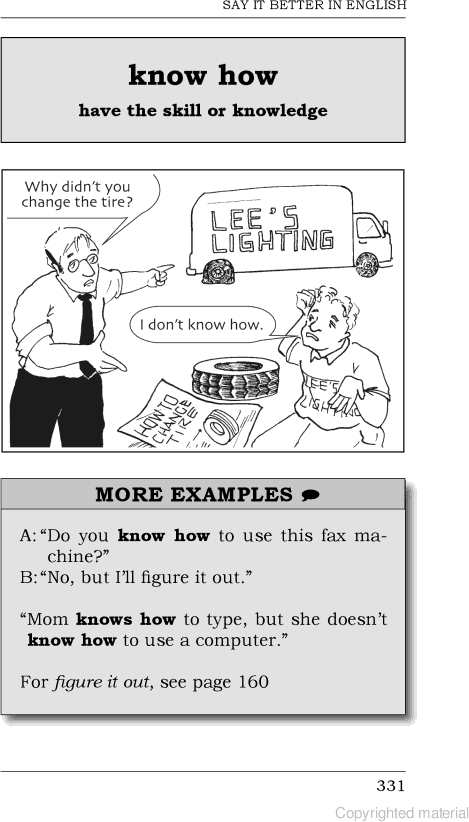 SAY IT BETTER IN ENGLISH
know how
have the skill or knowledge
Why didn't you
change the tire?
LEE'S
LIGHTING
I don't know how.
HOW TO
CHANGE
TIRE
LEE'S
LIGHTING
MORE EXAMPLES
A: “Do you know how to use this fax ma-
chine?”
B: “No, but I'll figure it out.”
“Mom knows how to type, but she doesn't
know how to use a computer.”
For figure it out, see page 160
331
Copyrighted material